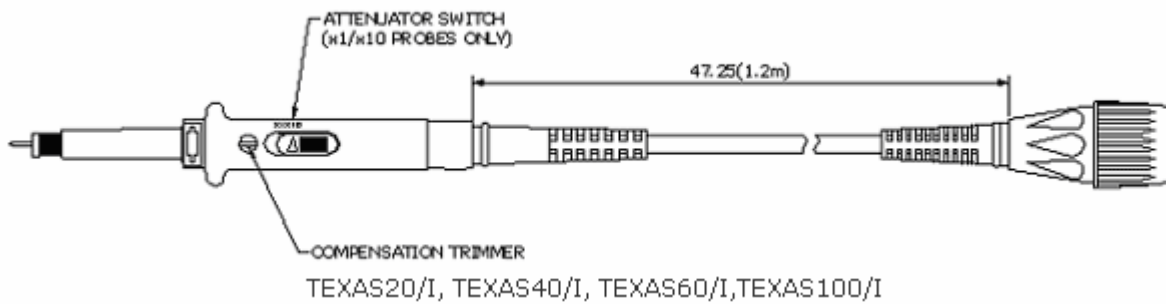 ATTENUATOR SWITCH
(x1/x10 PROBES ONLY)
47.25(1.2m)
COMPENSATION TRIMMER
TEXAS20/I, TEXAS40/I, TEXAS60/I,TEXAS100/I